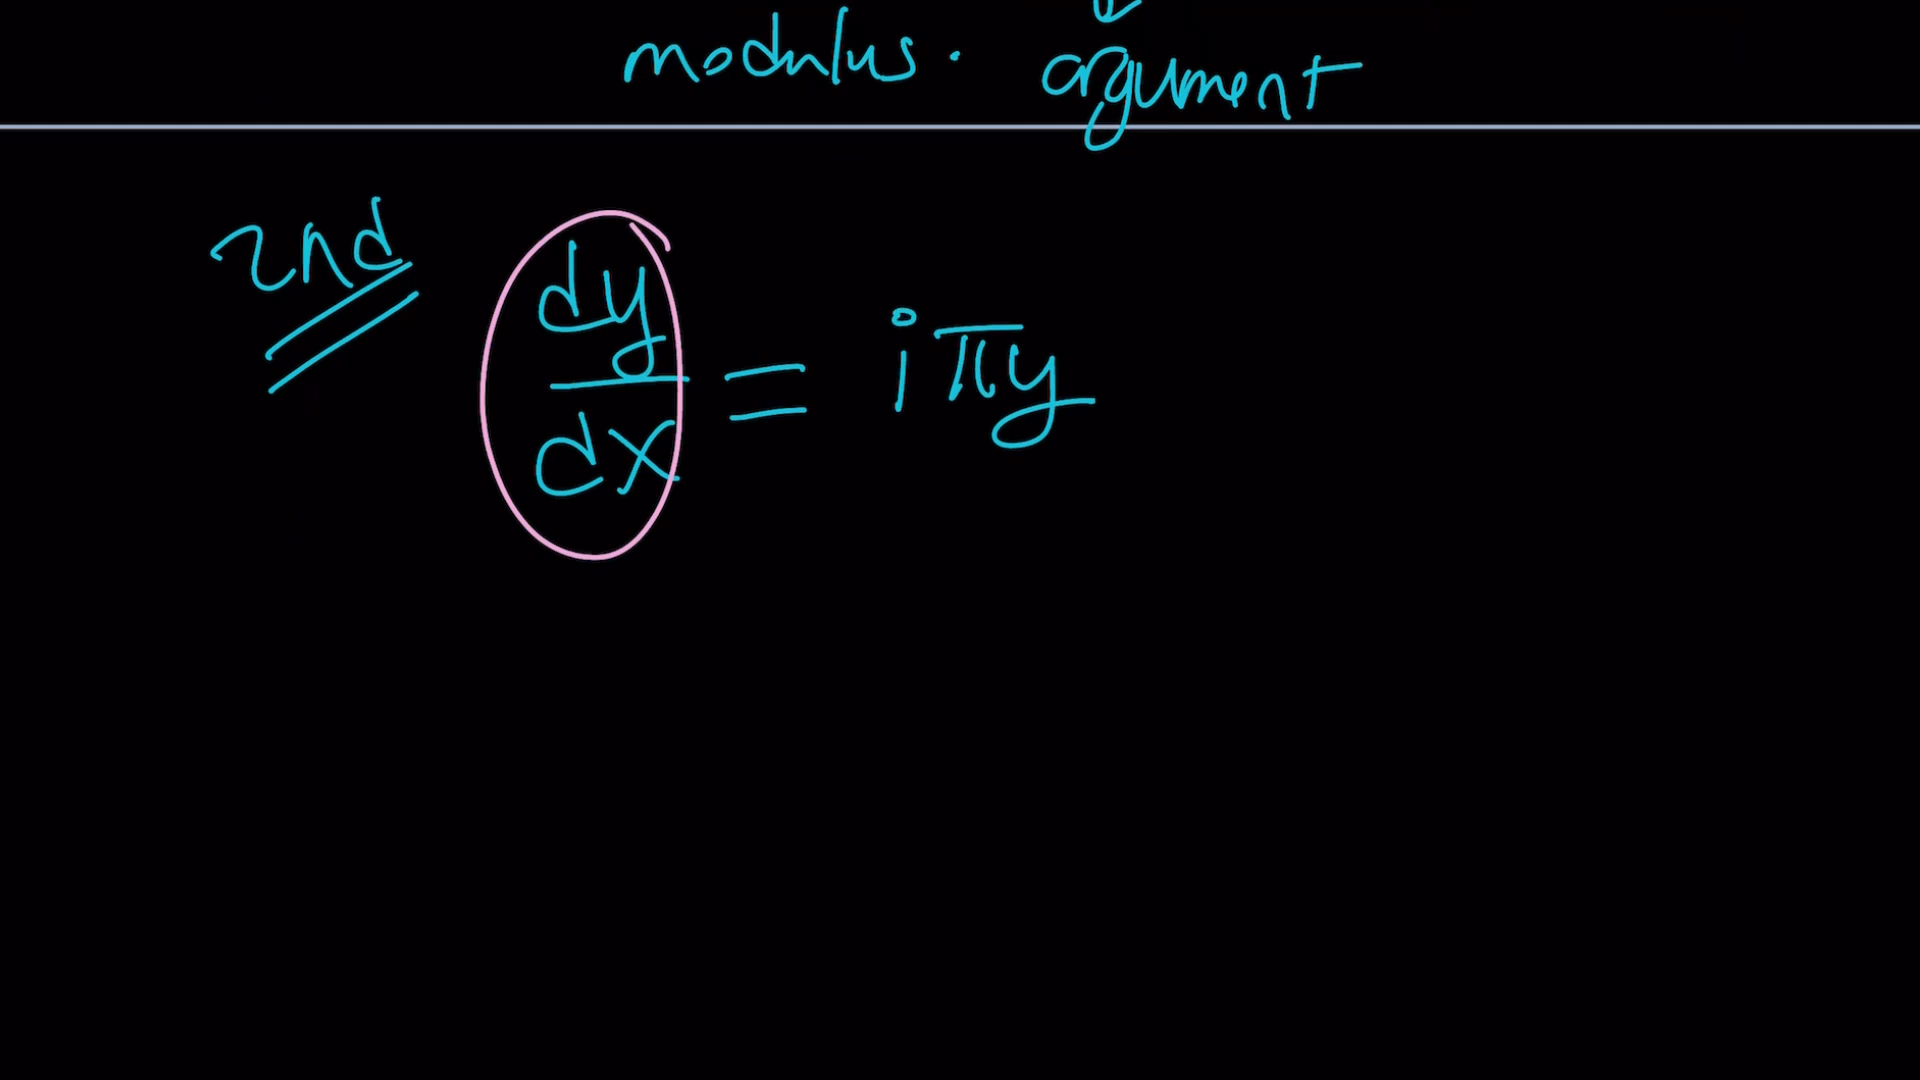 modulus. argument
2nd dy/dx = iπy